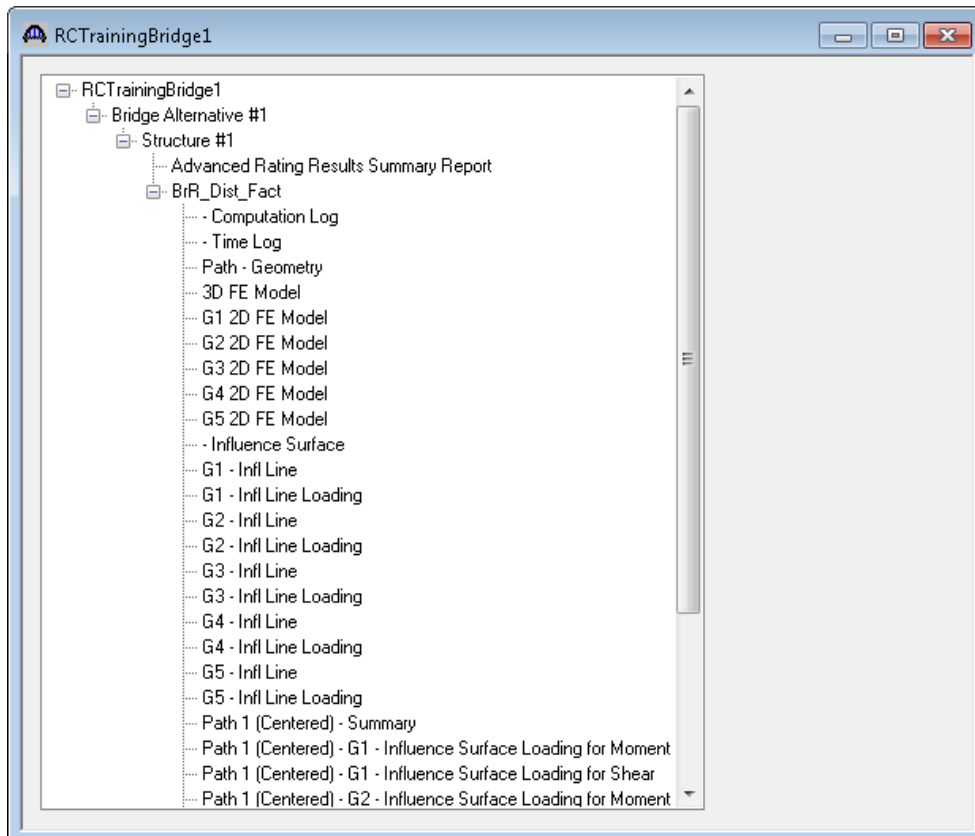 RCTrainingBridge1
RCTrainingBridge1
Bridge Alternative #1
Structure #1
Advanced Rating Results Summary Report
BrR_Dist_Fact
- Computation Log
- Time Log
Path - Geometry
3D FE Model
G1 2D FE Model
G2 2D FE Model
G3 2D FE Model
G4 2D FE Model
G5 2D FE Model
- Influence Surface
G1 - Infl Line
G1 - Infl Line Loading
G2 - Infl Line
G2 - Infl Line Loading
G3 - Infl Line
G3 - Infl Line Loading
G4 - Infl Line
G4 - Infl Line Loading
G5 - Infl Line
G5 - Infl Line Loading
Path 1 (Centered) - Summary
Path 1 (Centered) - G1 - Influence Surface Loading for Moment
Path 1 (Centered) - G1 - Influence Surface Loading for Shear
Path 1 (Centered) - G2 - Influence Surface Loading for Moment